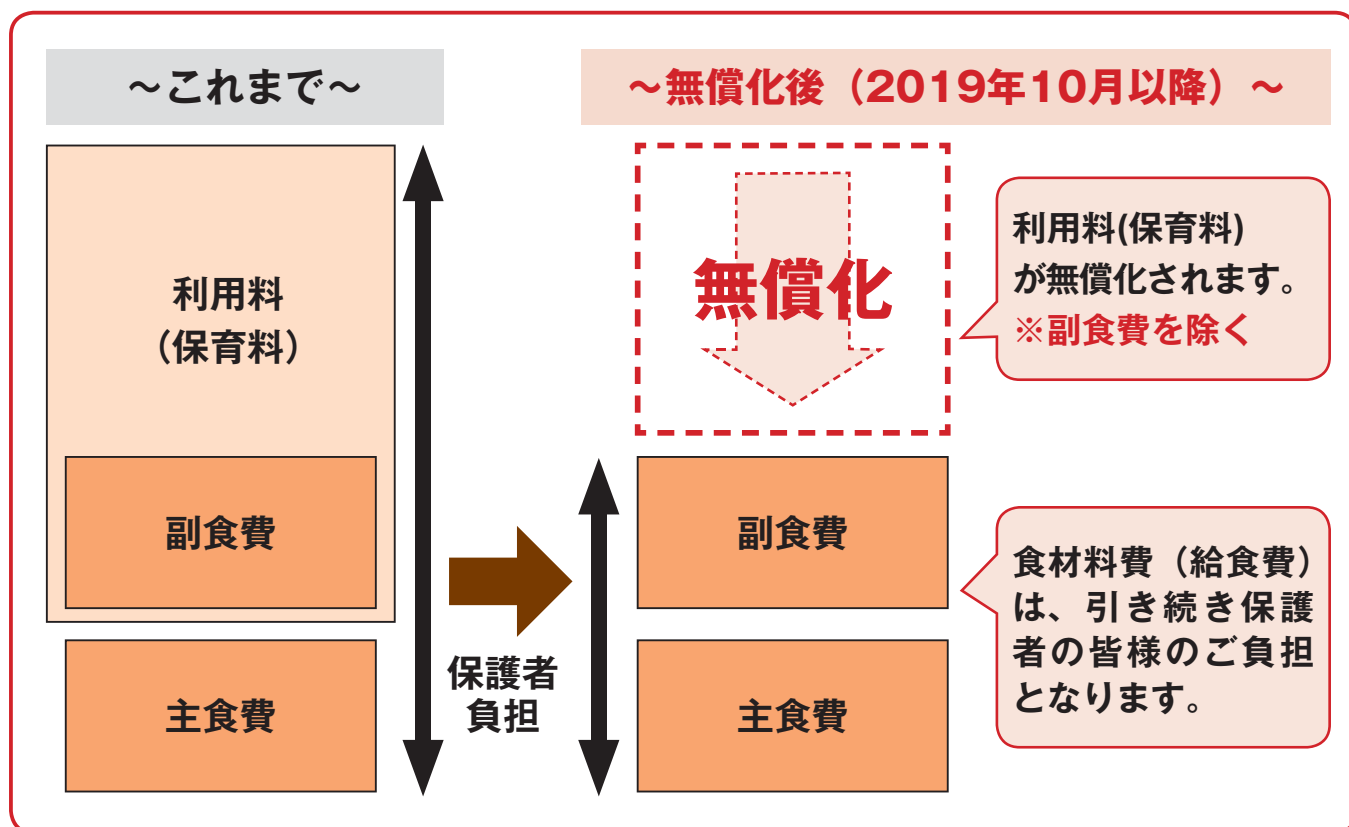 ～これまで～
～無償化後（2019年10月以降）～
利用料
（保育料）
副食費
主食費
保護者
負担
無償化
副食費
主食費
利用料(保育料)
が無償化されます。
※副食費を除く
食材料費（給食費）
は、引き続き保護
者の皆様のご負担
となります。